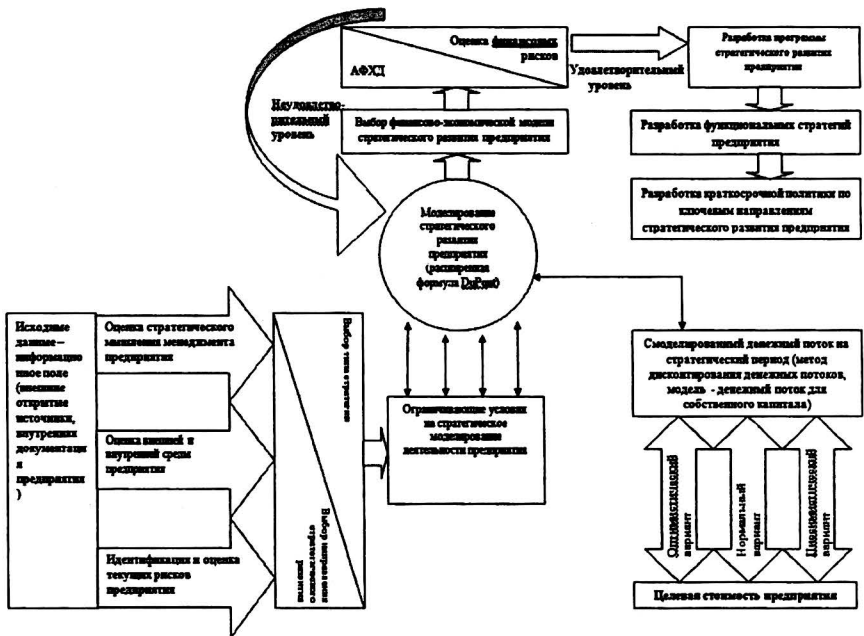 Оценка финансовых
рисков
АФХД
Удовлетворительный
уровень
Разработка программы
стратегического развития
предприятия
Неудовлетво-
рительный
уровень
Выбор финансово-экономической модели
стратегического развития предприятия
Разработка функциональных стратегий
предприятия
Разработка краткосрочной политики по
ключевым направлениям
стратегического развития предприятия
Моделирование
стратегического
развития
предприятия
(расширенная
формула DuPont)
Исходные
данные –
информацио
нное поле
(внешние
открытые
источники,
внутренняя
документаци
я
предприятия
)
Оценка стратегического
мышления менеджмента
предприятия
Оценка внешней и
внутренней среды
предприятия
Идентификация и оценка
текущих рисков
предприятия
Выбор типа стратегии
Выбор направления
стратегического
развития
Ограничивающие условия
на стратегическое
моделирование
деятельности предприятия
Смоделированный денежный поток на
стратегический период (метод
дисконтирования денежных потоков,
модель - денежный поток для
собственного капитала)
Оптимистический
вариант
Нормальный
вариант
Пессимистический
вариант
Целевая стоимость предприятия